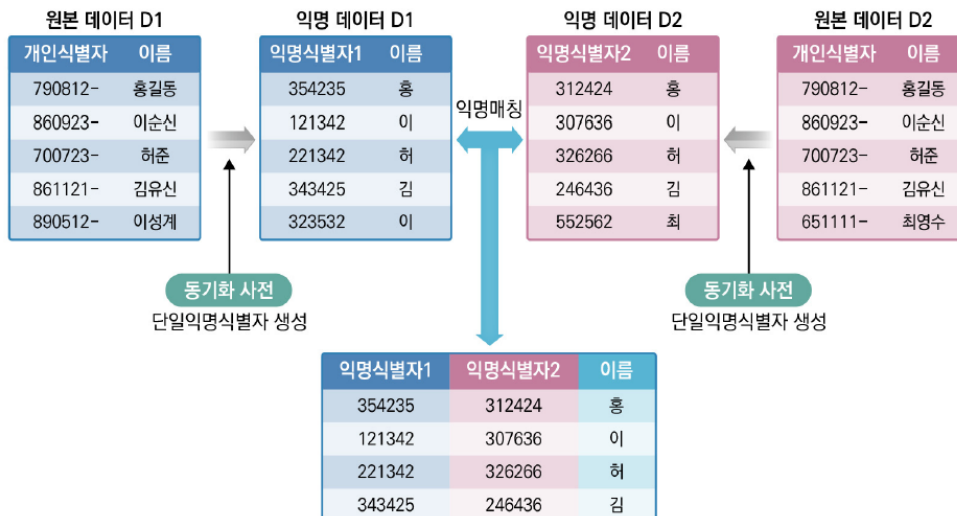 원본 데이터 D1
개인식별자 이름
790812- 홍길동
860923- 이순신
700723- 허준
861121- 김유신
890512- 이성계
동기화 사전
단일익명식별자 생성
익명 데이터 D1
익명식별자1 이름
354235 홍
121342 이
221342 허
343425 김
323532 이
익명매칭
익명 데이터 D2
익명식별자2 이름
312424 홍
307636 이
326266 허
246436 김
552562 최
원본 데이터 D2
개인식별자 이름
790812- 홍길동
860923- 이순신
700723- 허준
861121- 김유신
651111- 최영수
동기화 사전
단일익명식별자 생성
익명식별자1 익명식별자2 이름
354235 312424 홍
121342 307636 이
221342 326266 허
343425 246436 김